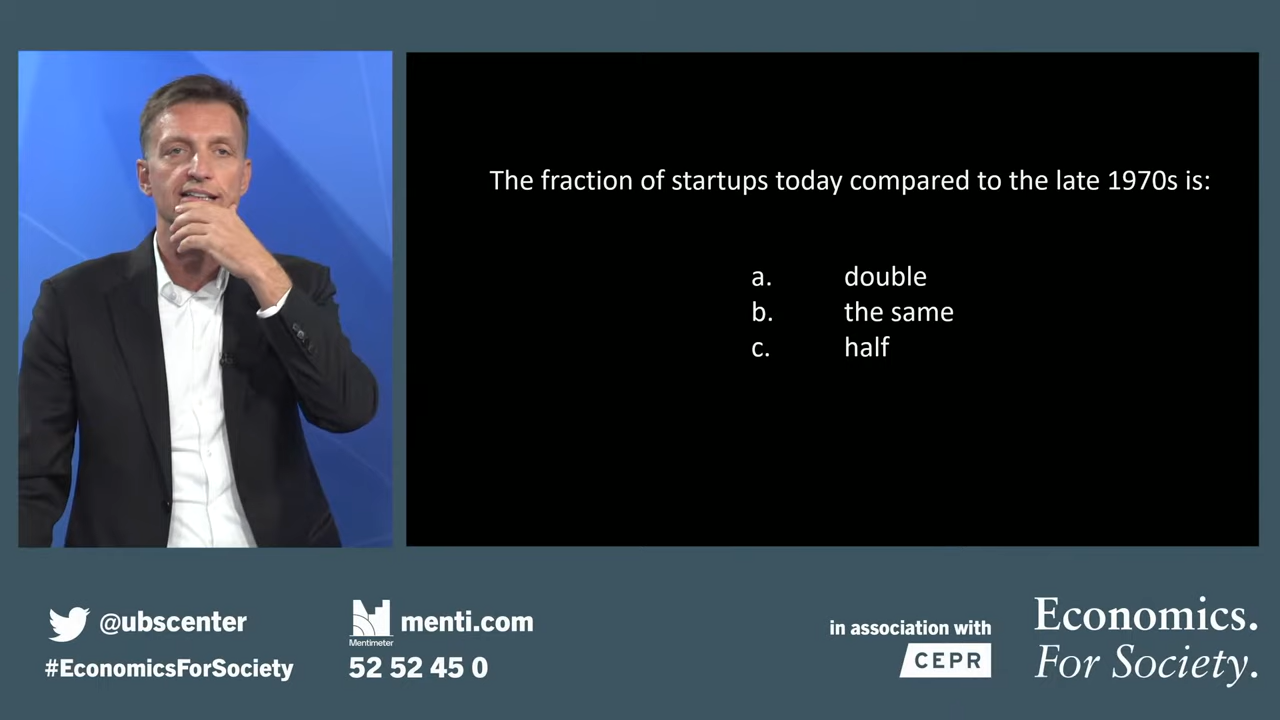 The fraction of startups today compared to the late 1970s is:
a. double
b. the same
c. half
@ubscenter
#EconomicsForSociety
Mentimeter
menti.com
52 52 45 0
in association with
CEPR
Economics.
For Society.